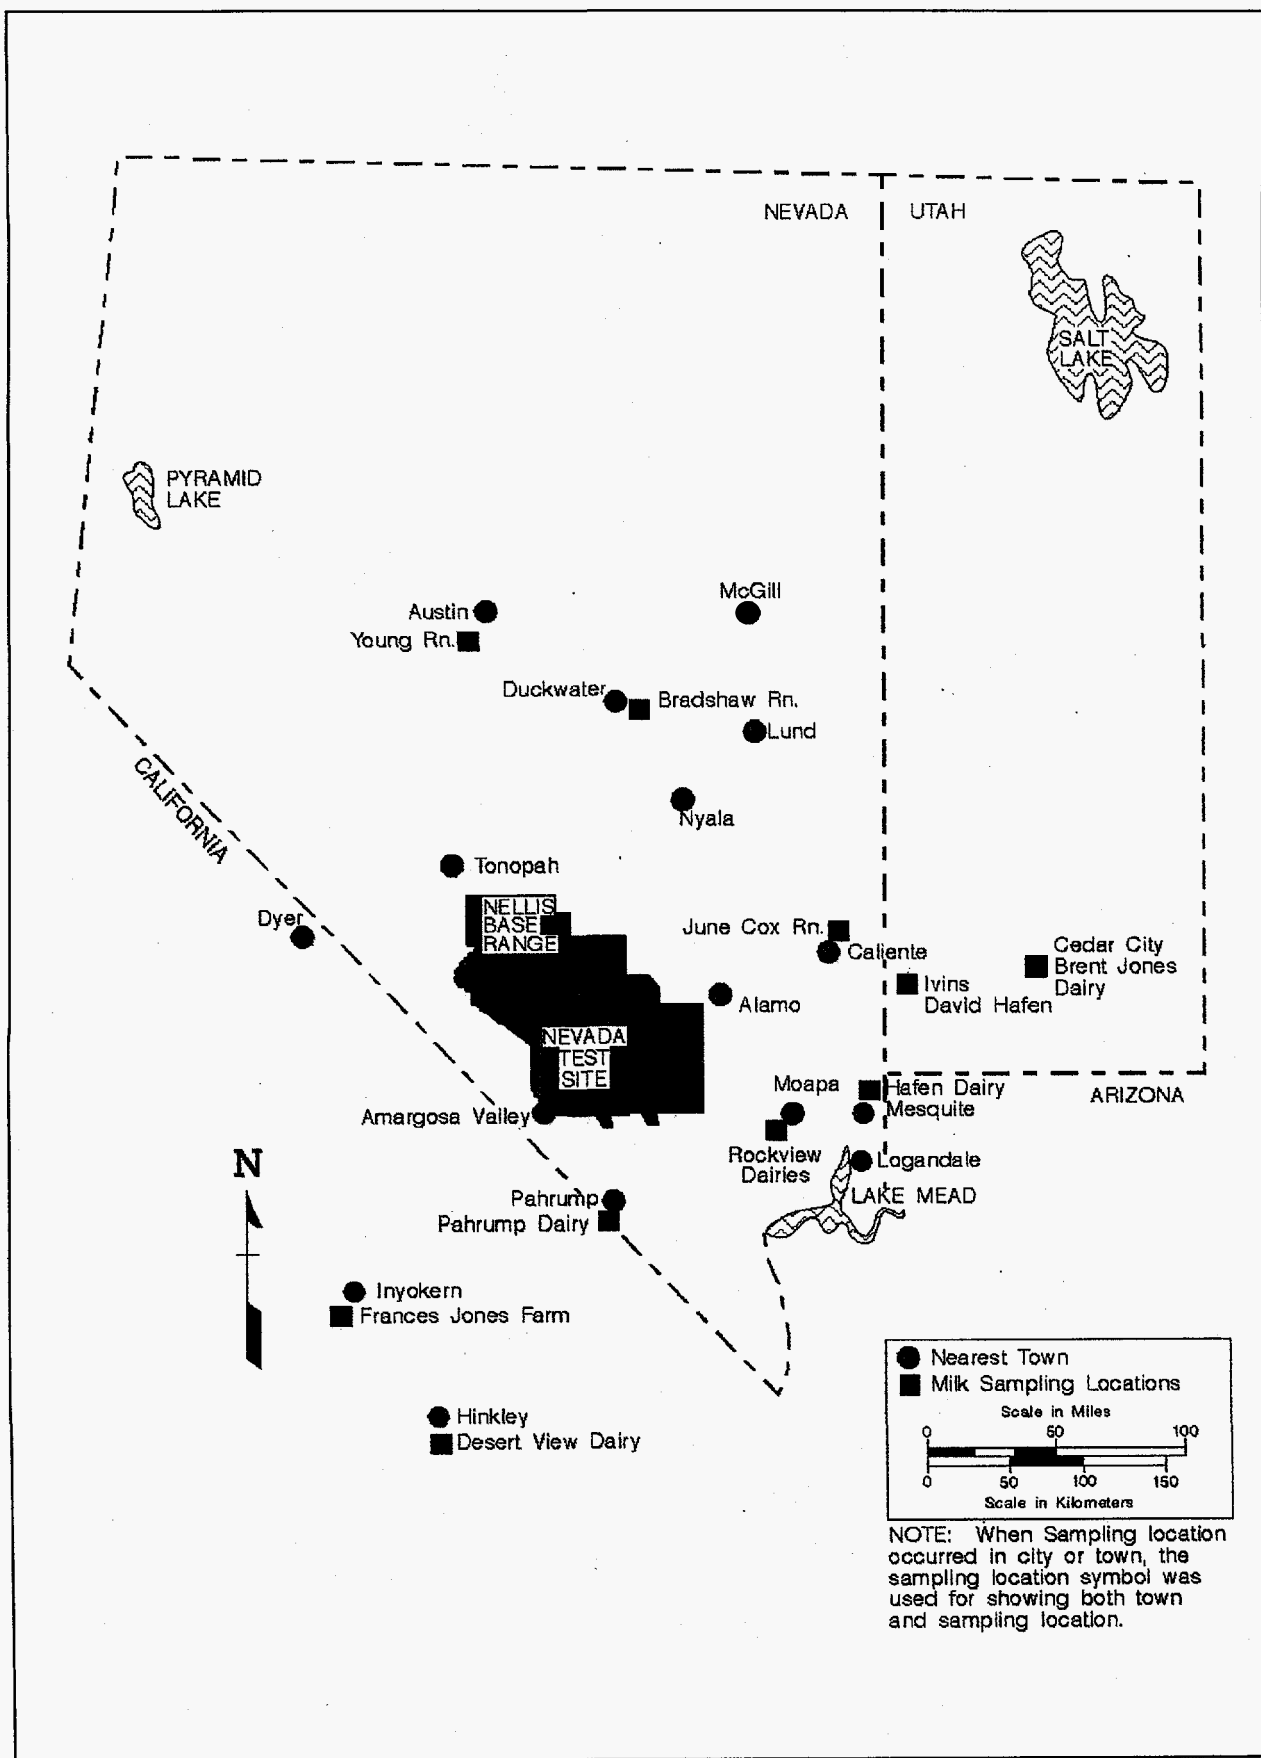 NEVADA
UTAH
SALT
LAKE
PYRAMID
LAKE
McGill
Austin
Young Rn.
Duckwater
Bradshaw Rn.
Lund
CALIFORNIA
Nyala
Tonopah
NELLIS
BASE
RANGE
Dyer
June Cox Rn.
Caliente
Cedar City
Brent Jones
Dairy
Ivins
David Hafen
Alamo
NEVADA
TEST
SITE
Moapa
Hafen Dairy
ARIZONA
Mesquite
Amargosa Valley
Rockview
Dairies
Logandale
N
LAKE MEAD
Pahrump
Pahrump Dairy
Inyokern
Frances Jones Farm
Hinkley
Desert View Dairy
Nearest Town
Milk Sampling Locations
Scale in Miles
0 50 100
0 50 100 150
Scale in Kilometers
NOTE: When Sampling location
occurred in city or town, the
sampling location symbol was
used for showing both town
and sampling location.